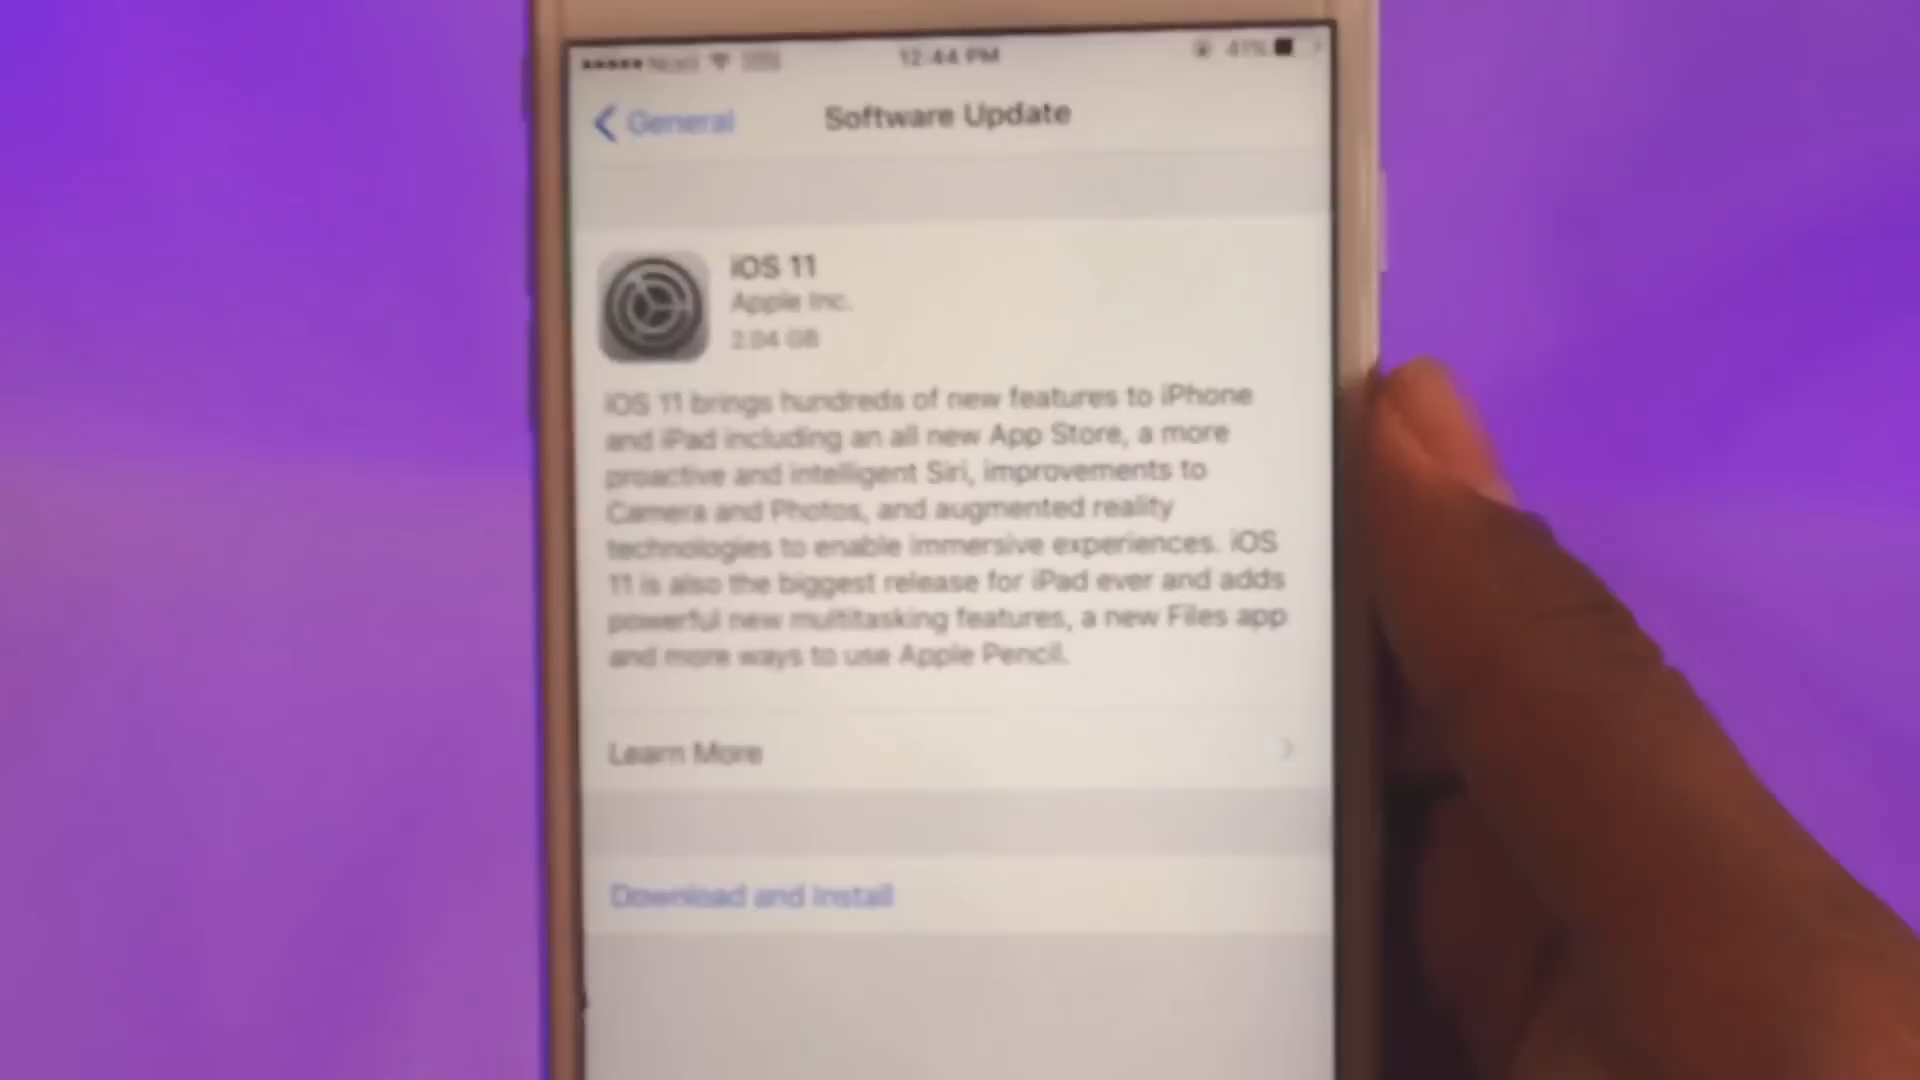 12:44 PM
41%
General
Software Update
iOS 11
Apple Inc.
2.04 GB
iOS 11 brings hundreds of new features to iPhone
and iPad including an all new App Store, a more
proactive and intelligent Siri, improvements to
Camera and Photos, and augmented reality
technologies to enable immersive experiences. iOS
11 is also the biggest release for iPad ever and adds
powerful new multitasking features, a new Files app
and more ways to use Apple Pencil.
Learn More
Download and Install